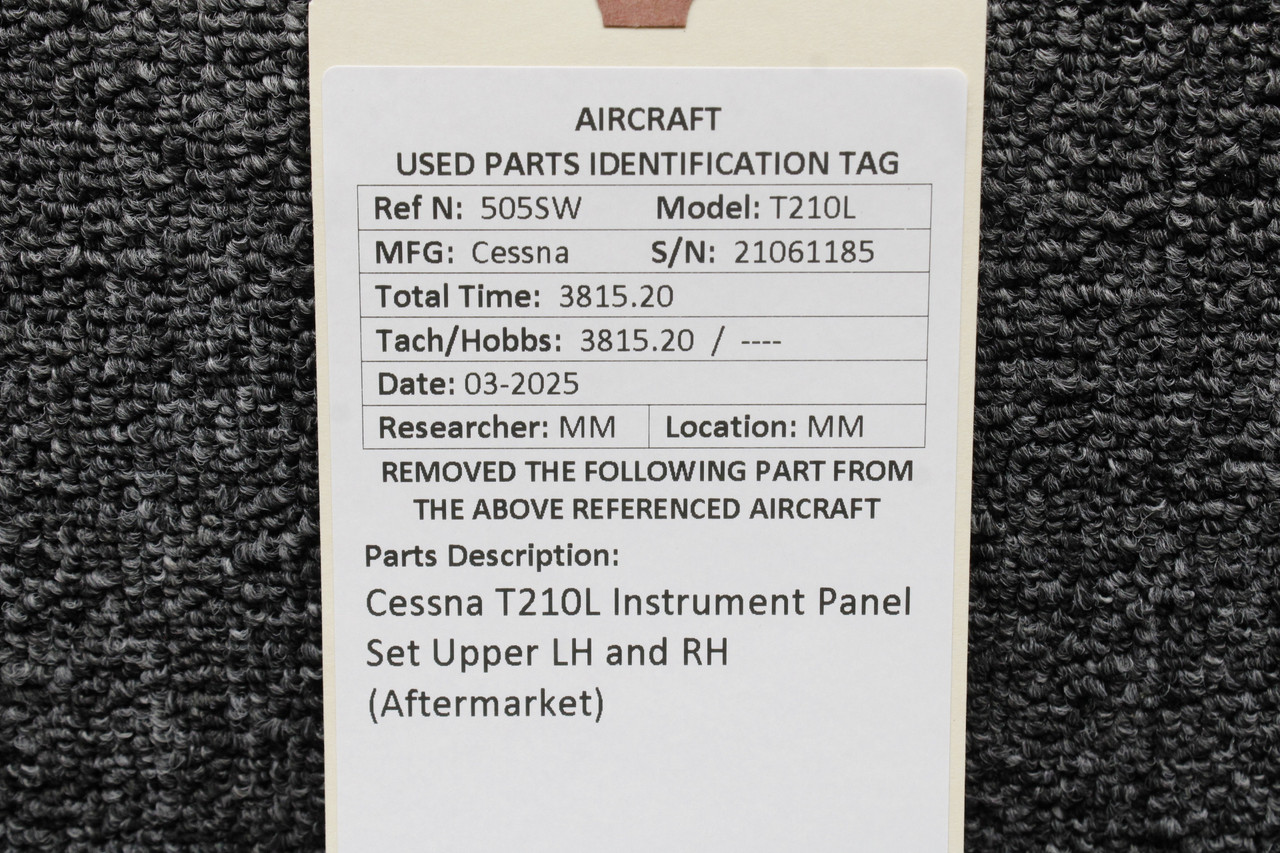 AIRCRAFT
USED PARTS IDENTIFICATION TAG
Ref N: 505SW Model: T210L
MFG: Cessna S/N: 21061185
Total Time: 3815.20
Tach/Hobbs: 3815.20 / ----
Date: 03-2025
Researcher: MM Location: MM
REMOVED THE FOLLOWING PART FROM
THE ABOVE REFERENCED AIRCRAFT
Parts Description:
Cessna T210L Instrument Panel
Set Upper LH and RH
(Aftermarket)